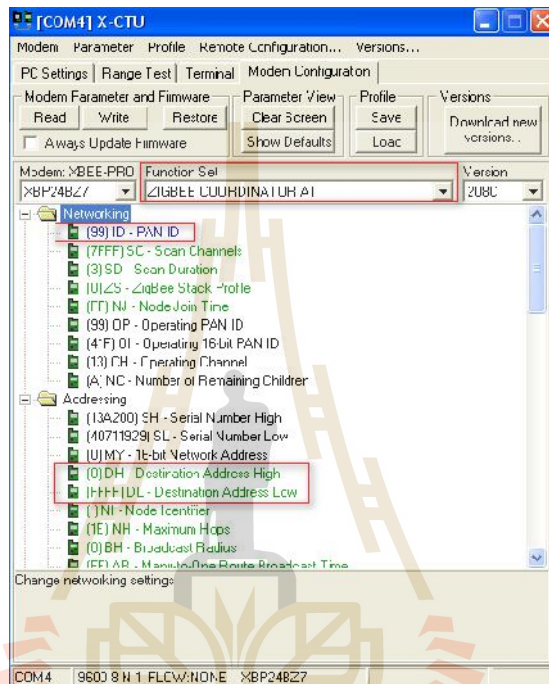 [COM4] X-CTU
Modem Parameter Profile Remote Configuration... Versions...
PC Settings Range Test Terminal Modem Configuration
Modem Parameter and Firmware Parameter View Profile Versions
Read Write Restore Clear Screen Save Download new versions...
Always Update Firmware Show Defaults Load
Modem: XBEE-PRO Function Set Version
XBP24BZ7 ZIGBEE COORDINATOR AT 208C
Networking
(99) ID - PAN ID
(7FFF) SC - Scan Channels
(3) SD - Scan Duration
(0) ZS - ZigBee Stack Profile
(FF) NJ - Node Join Time
(99) OP - Operating PAN ID
OI - Operating 16-bit PAN ID
(13) CH - Operating Channel
(A) NC - Number of Remaining Children
Addressing
(13A200) SH - Serial Number High
(40711929) SL - Serial Number Low
(0) MY - 16-bit Network Address
(0) DH - Destination Address High
(FFFF) DL - Destination Address Low
() NI - Node Identifier
(1E) NH - Maximum Hops
(0) BH - Broadcast Radius
(FF) AR - Many-to-One Route Broadcast Time
Change networking settings
COM4 9600 8-N-1 FLOW:NONE XBP24BZ7